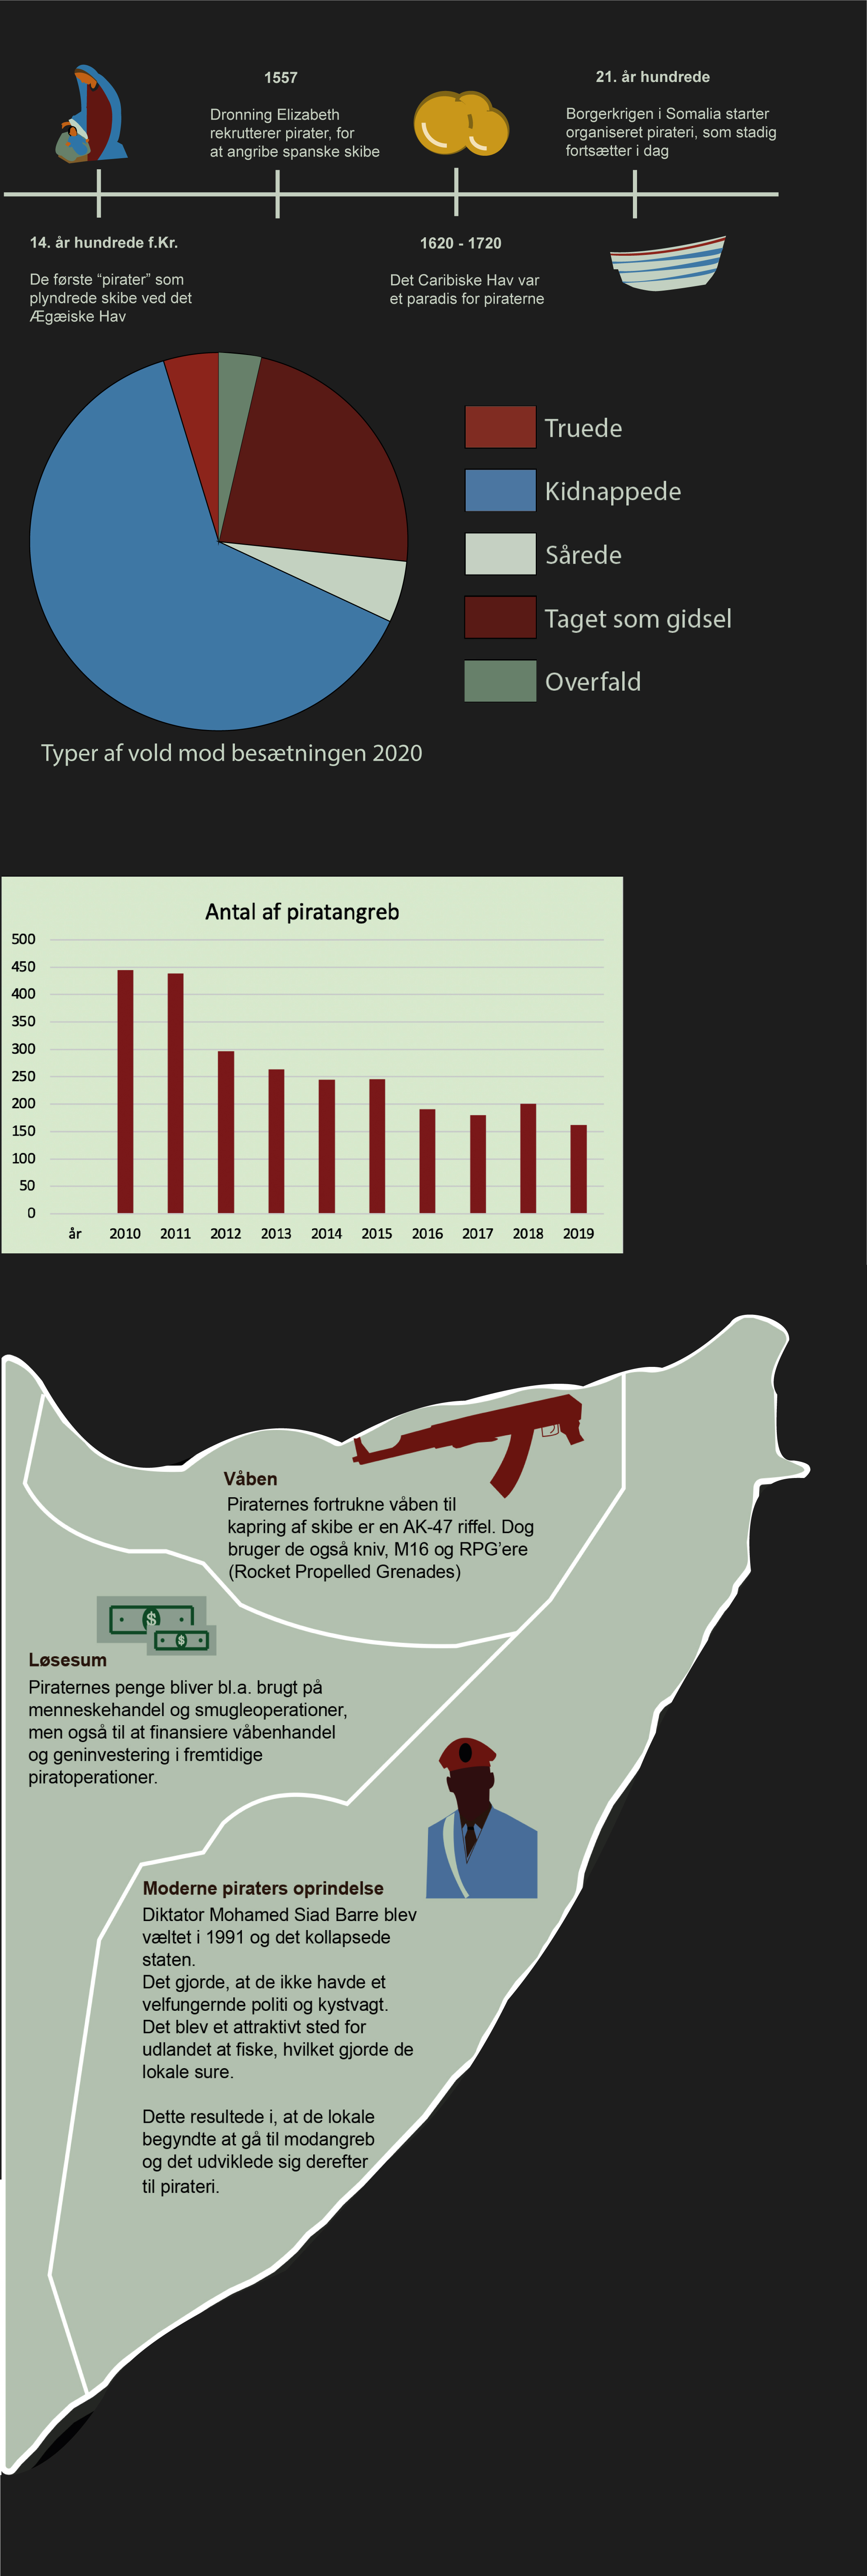 1557
Dronning Elizabeth
rekrutterer pirater, for
at angribe spanske skibe
21. år hundrede
Borgerkrigen i Somalia starter
organiseret pirateri, som stadig
fortsætter i dag
14. år hundrede f.Kr.
De første “pirater” som
plyndrede skibe ved det
Ægæiske Hav
1620 - 1720
Det Caribiske Hav var
et paradis for piraterne
Truede
Kidnappede
Sårede
Taget som gidsel
Overfald
Typer af vold mod besætningen 2020
Antal af piratangreb
500
450
400
350
300
250
200
150
100
50
0
år 2010 2011 2012 2013 2014 2015 2016 2017 2018 2019
Våben
Piraternes fortrukne våben til
kapring af skibe er en AK-47 riffel. Dog
bruger de også kniv, M16 og RPG’ere
(Rocket Propelled Grenades)
$
$
Løsesum
Piraternes penge bliver bl.a. brugt på
menneskehandel og smugleoperationer,
men også til at finansiere våbenhandel
og geninvestering i fremtidige
piratoperationer.
Moderne piraters oprindelse
Diktator Mohamed Siad Barre blev
væltet i 1991 og det kollapsede
staten.
Det gjorde, at de ikke havde et
velfungernde politi og kystvagt.
Det blev et attraktivt sted for
udlandet at fiske, hvilket gjorde de
lokale sure.
Dette resultede i, at de lokale
begyndte at gå til modangreb
og det udviklede sig derefter
til pirateri.